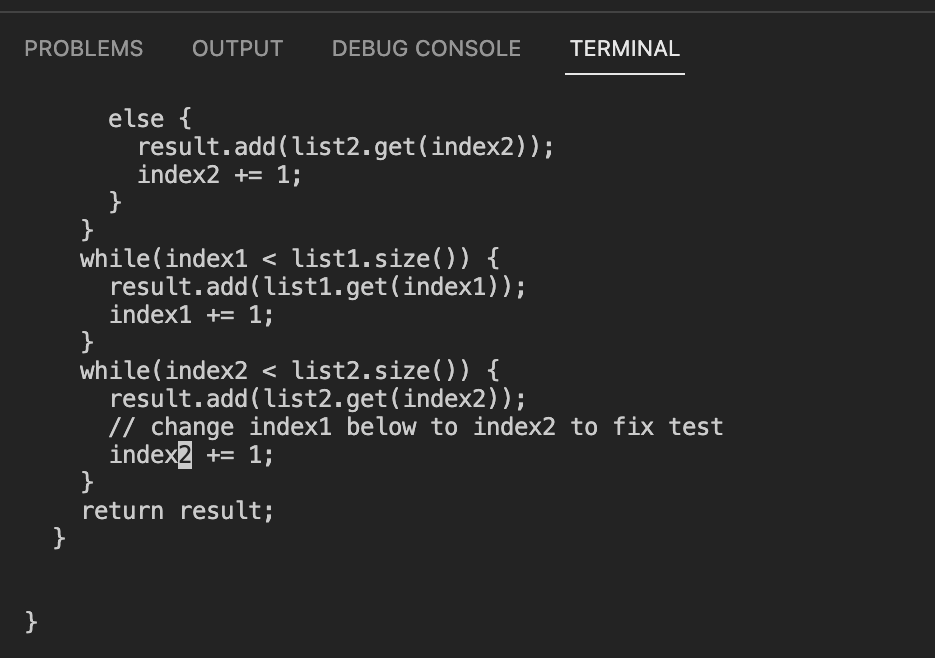 PROBLEMS OUTPUT DEBUG CONSOLE TERMINAL
else {
result.add(list2.get(index2));
index2 += 1;
}
}
while(index1 < list1.size()) {
result.add(list1.get(index1));
index1 += 1;
}
while(index2 < list2.size()) {
result.add(list2.get(index2));
// change index1 below to index2 to fix test
index2 += 1;
}
return result;
}
}